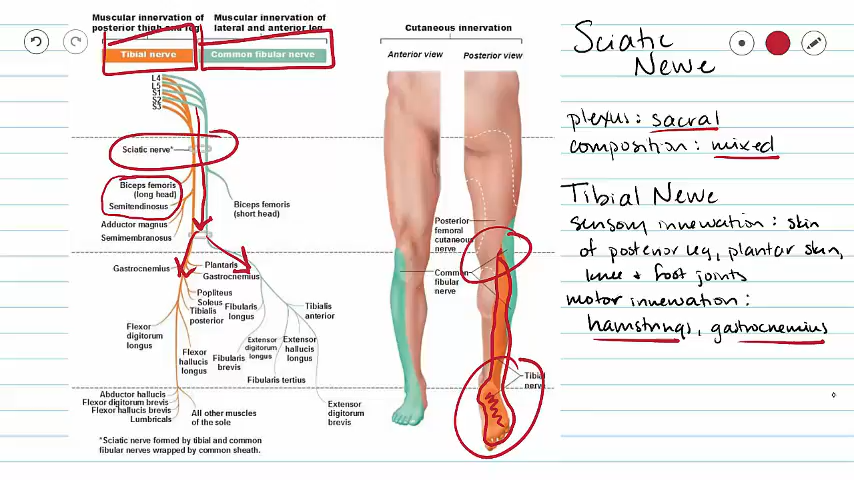 Muscular innervation of
posterior thigh and leg
Muscular innervation of
lateral and anterior leg
Tibial nerve
Common fibular nerve
L4
L5
S1
S2
S3
Sciatic nerve*
Biceps femoris
(long head)
Semitendinosus
Adductor magnus
Semimembranosus
Biceps femoris
(short head)
Gastrocnemius
Plantaris
Gastrocnemius
Popliteus
Soleus
Tibialis
posterior
Fibularis
longus
Tibialis
anterior
Flexor
digitorum
longus
Flexor
hallucis
longus
Fibularis
brevis
Extensor
digitorum
longus
Extensor
hallucis
longus
Fibularis tertius
Abductor hallucis
Flexor digitorum brevis
Flexor hallucis brevis
Lumbricals
All other muscles
of the sole
Extensor
digitorum
brevis
*Sciatic nerve formed by tibial and common
fibular nerves wrapped by common sheath.
Cutaneous innervation
Anterior view
Posterior view
Posterior
femoral
cutaneous
nerve
Common
fibular
nerve
Tibial
nerve
Sciatic
Nerve
plexus: sacral
composition: mixed
Tibial Nerve
sensory innervation: skin
of posterior leg, plantar skin,
knee + foot joints
motor innervation:
hamstrings, gastrocnemius